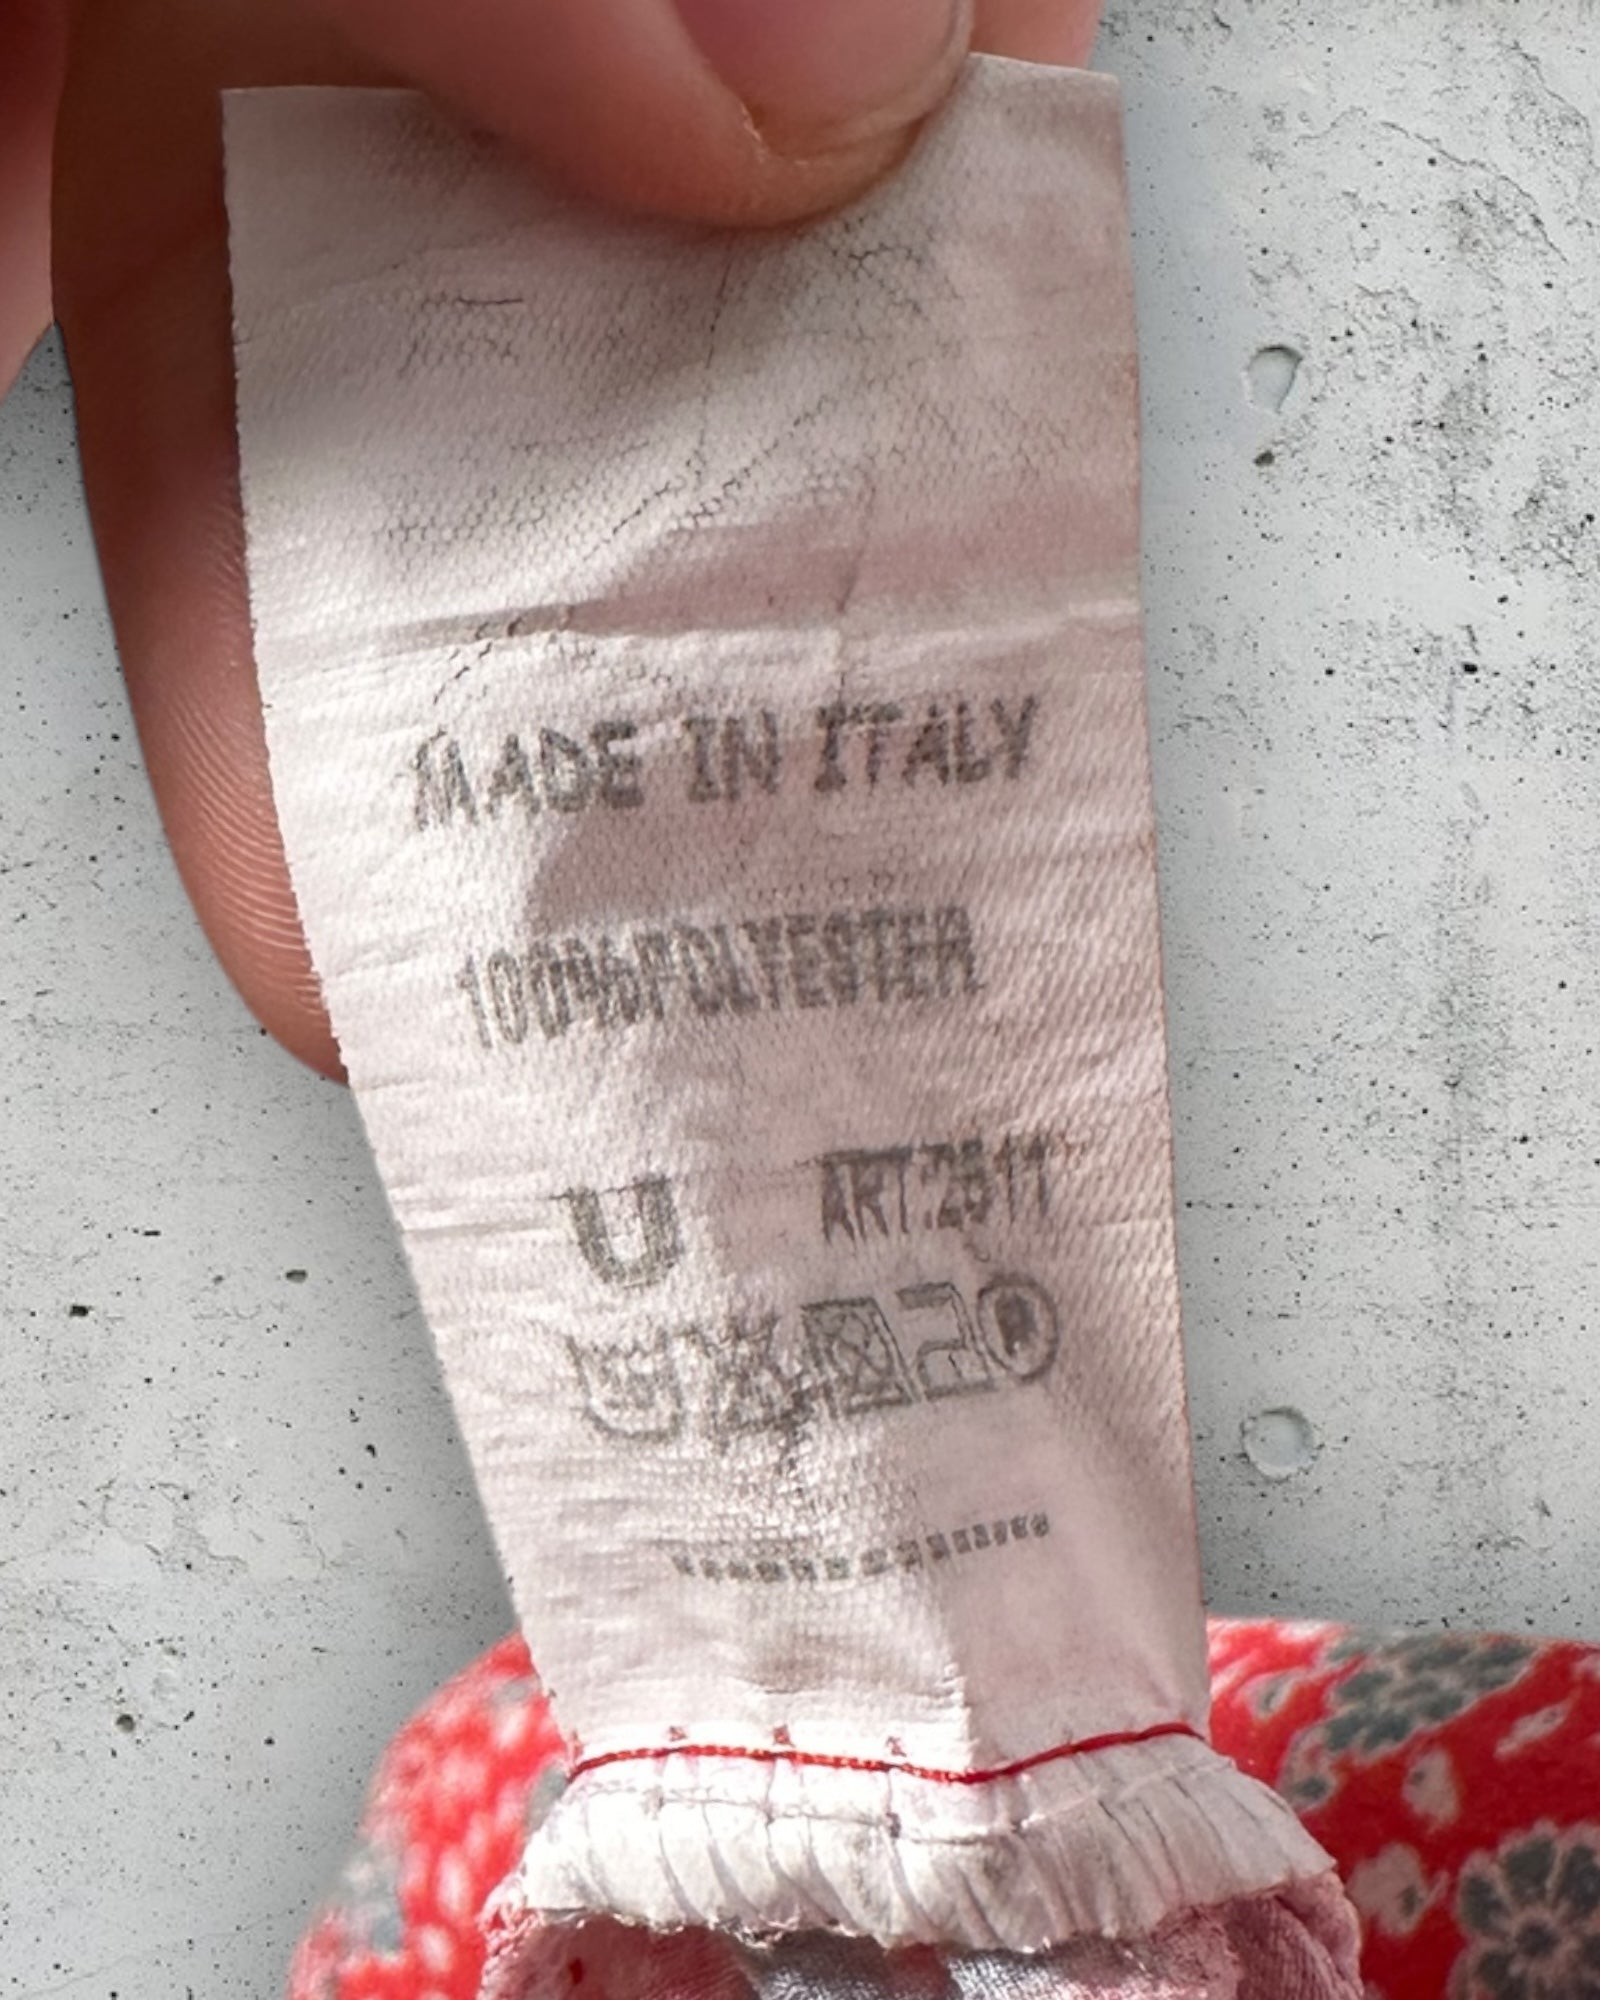 MADE IN ITALY
100%POLYESTER
U ART.2511